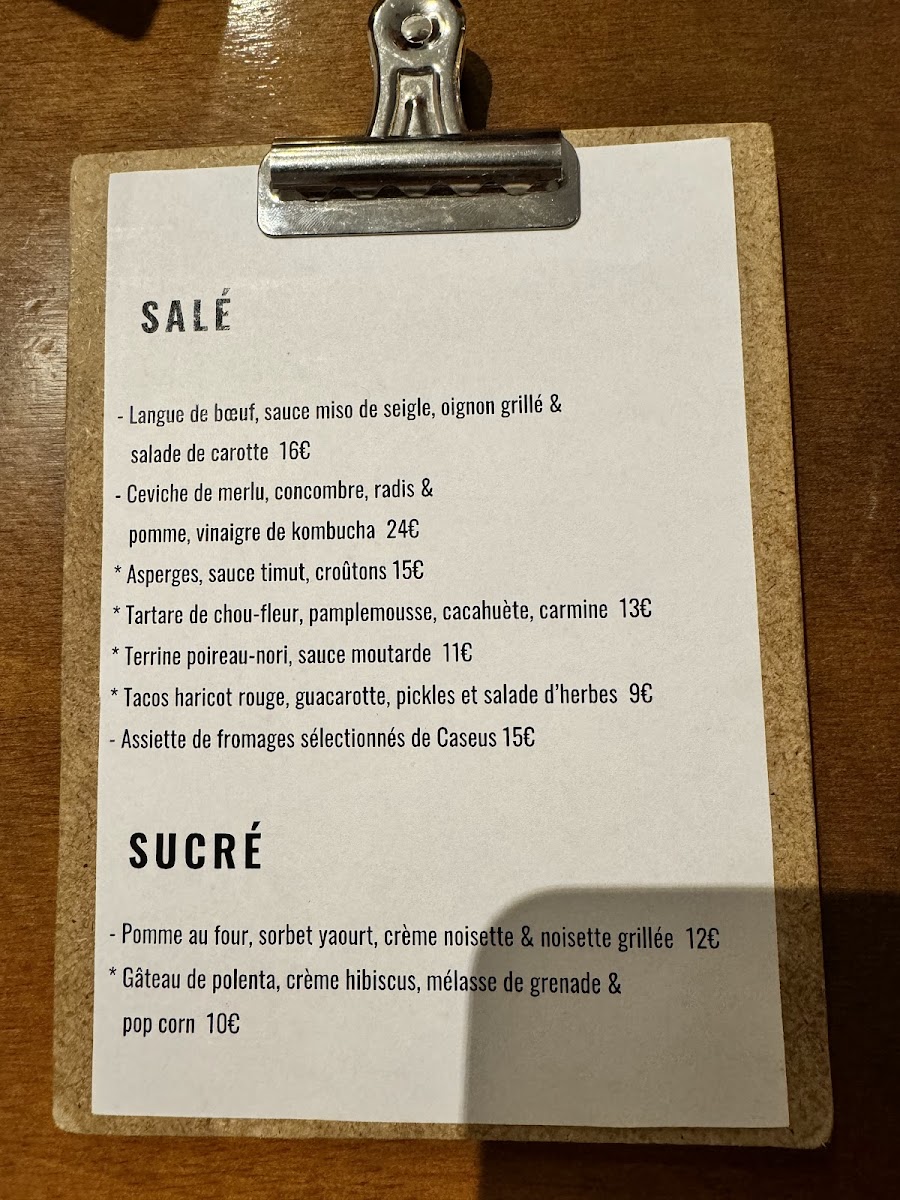 SALÉ
- Langue de bœuf, sauce miso de seigle, oignon grillé &
salade de carotte 16€
- Ceviche de merlu, concombre, radis &
pomme, vinaigre de kombucha 24€
* Asperges, sauce timut, croûtons 15€
* Tartare de chou-fleur, pamplemousse, cacahuète, carmine 13€
* Terrine poireau-nori, sauce moutarde 11€
* Tacos haricot rouge, guacarotte, pickles et salade d'herbes 9€
- Assiette de fromages sélectionnés de Caseus 15€
SUCRÉ
- Pomme au four, sorbet yaourt, crème noisette & noisette grillée 12€
* Gâteau de polenta, crème hibiscus, mélasse de grenade &
pop corn 10€